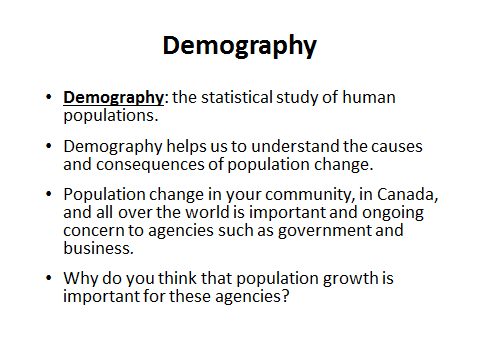 Demography
• Demography: the statistical study of human
populations.
• Demography helps us to understand the causes
and consequences of population change.
• Population change in your community, in Canada,
and all over the world is important and ongoing
concern to agencies such as government and
business.
• Why do you think that population growth is
important for these agencies?